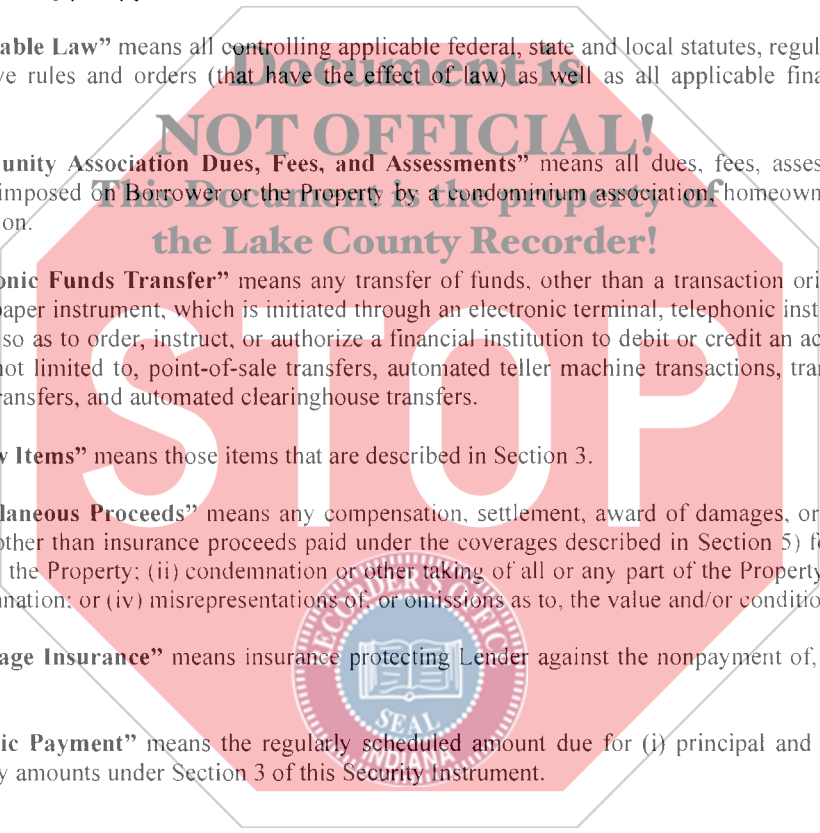 able Law” means all controlling applicable federal, state and local statutes, regul
ve rules and orders (that have the effect of law) as well as all applicable fina
Document is
NOT OFFICIAL!
unity Association Dues, Fees, and Assessments” means all dues, fees, asses
imposed on Borrower or the Property by a condominium association, homeown
This Document is the property of
on.
the Lake County Recorder!
onic Funds Transfer” means any transfer of funds, other than a transaction ori
paper instrument, which is initiated through an electronic terminal, telephonic inst
so as to order, instruct, or authorize a financial institution to debit or credit an ac
not limited to, point-of-sale transfers, automated teller machine transactions, tra
ransfers, and automated clearinghouse transfers.
STOP
w Items” means those items that are described in Section 3.
laneous Proceeds” means any compensation, settlement, award of damages, or
other than insurance proceeds paid under the coverages described in Section 5) f
the Property; (ii) condemnation or other taking of all or any part of the Property
nation; or (iv) misrepresentations of, or omissions as to, the value and/or conditio
RECORDER'S OFFICE
age Insurance” means insurance protecting Lender against the nonpayment of,
SEAL
INDIANA
ic Payment” means the regularly scheduled amount due for (i) principal and
y amounts under Section 3 of this Security Instrument.